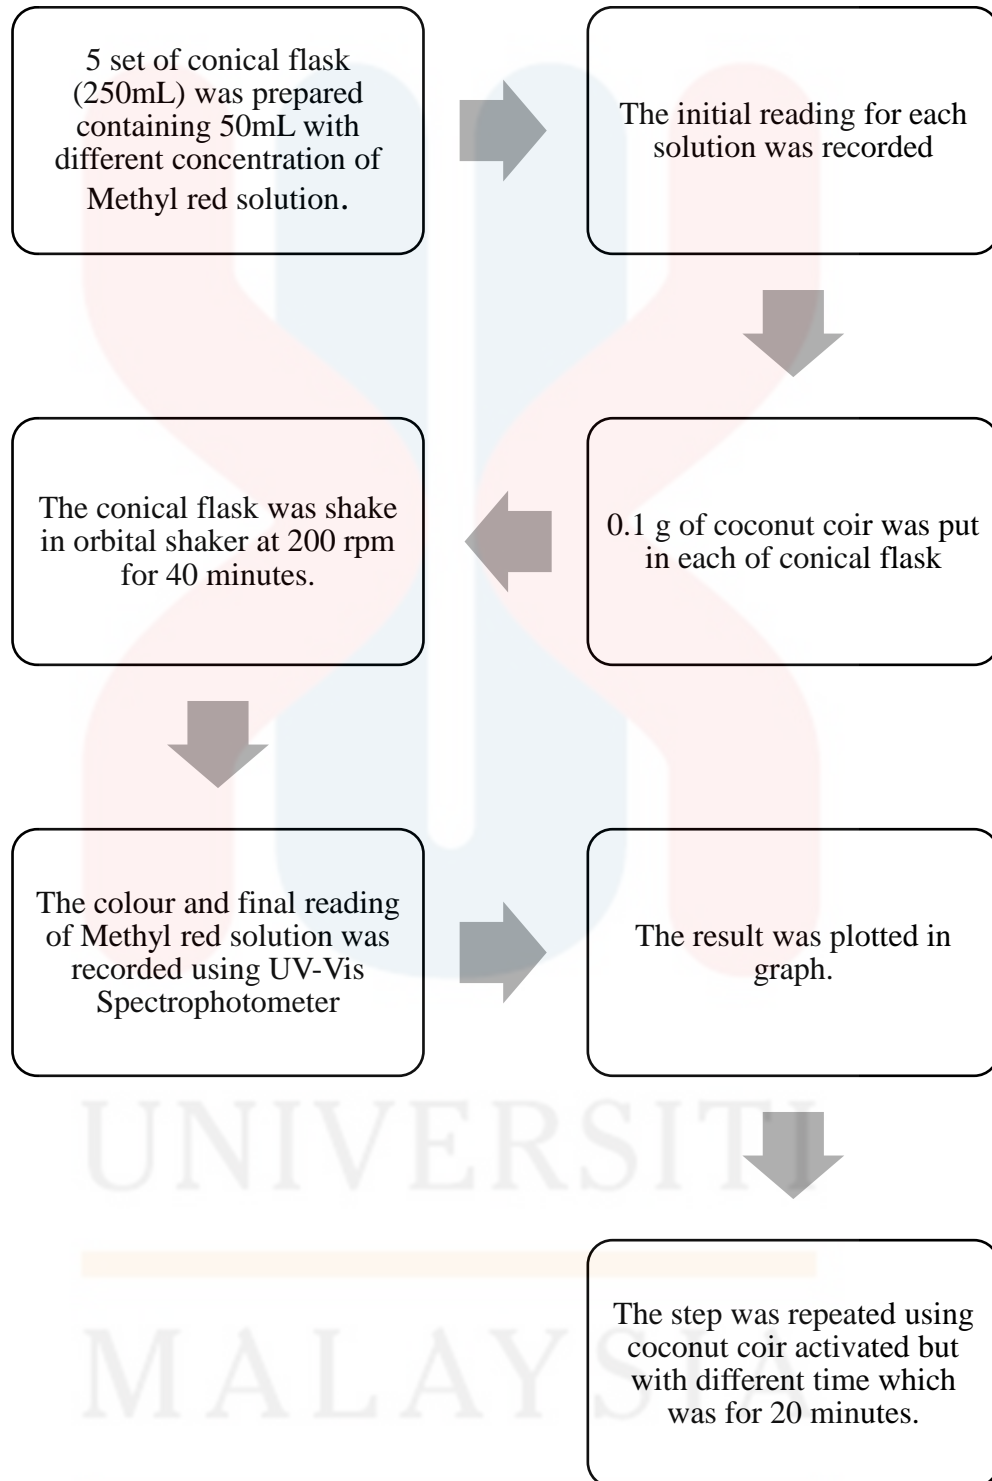 5 set of conical flask
(250mL) was prepared
containing 50mL with
different concentration of
Methyl red solution.
The initial reading for each
solution was recorded
0.1 g of coconut coir was put
in each of conical flask
The conical flask was shake
in orbital shaker at 200 rpm
for 40 minutes.
The colour and final reading
of Methyl red solution was
recorded using UV-Vis
Spectrophotometer
The result was plotted in
graph.
UNIVERSITI
The step was repeated using
coconut coir activated but
with different time which
was for 20 minutes.
MALAYSIA